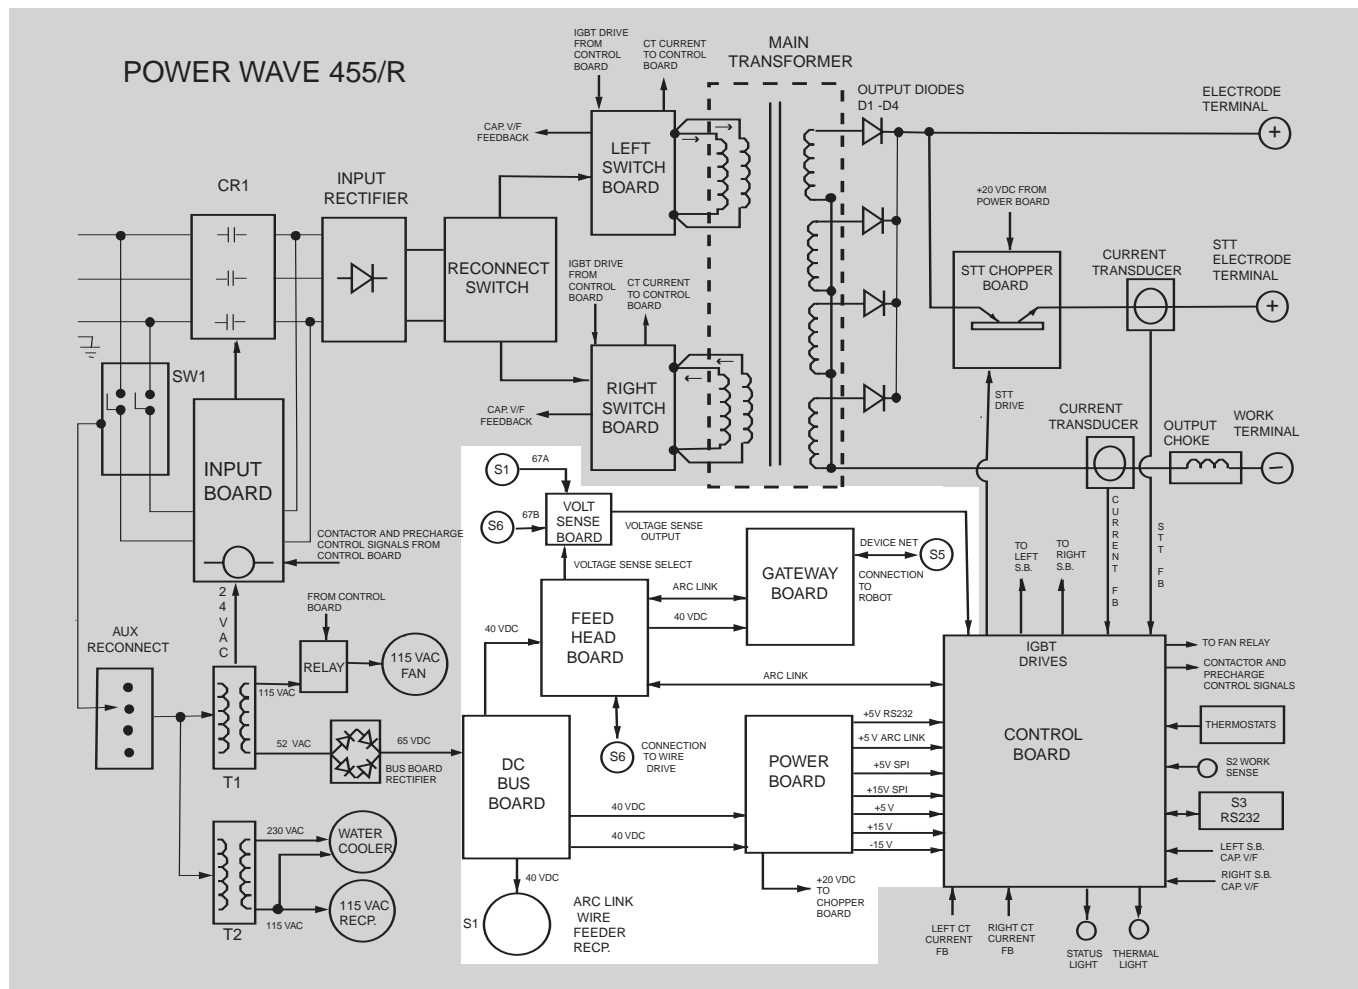 POWER WAVE 455/R
IGBT DRIVE
FROM
CONTROL
BOARD
CT CURRENT
TO CONTROL
BOARD
MAIN
TRANSFORMER
OUTPUT DIODES
D1 -D4
ELECTRODE
TERMINAL
+
CAP. V/F
FEEDBACK
LEFT
SWITCH
BOARD
CR1
INPUT
RECTIFIER
+20 VDC FROM
POWER BOARD
RECONNECT
SWITCH
IGBT DRIVE
FROM
CONTROL
BOARD
CT CURRENT
TO CONTROL
BOARD
STT CHOPPER
BOARD
CURRENT
TRANSDUCER
STT
ELECTRODE
TERMINAL
+
SW1
CAP. V/F
FEEDBACK
RIGHT
SWITCH
BOARD
STT
DRIVE
CURRENT
TRANSDUCER
OUTPUT
CHOKE
WORK
TERMINAL
−
INPUT
BOARD
CONTACTOR AND PRECHARGE
CONTROL SIGNALS FROM
CONTROL BOARD
S1
67A
S6
67B
VOLT
SENSE
BOARD
VOLTAGE SENSE
OUTPUT
VOLTAGE SENSE SELECT
GATEWAY
BOARD
DEVICE NET
S5
CONNECTION
TO
ROBOT
TO
LEFT
S.B.
TO
RIGHT
S.B.
CURRENT FB
STT FB
24VAC
FROM CONTROL
BOARD
AUX
RECONNECT
RELAY
115 VAC
FAN
115 VAC
40 VDC
FEED
HEAD
BOARD
ARC LINK
40 VDC
ARC LINK
IGBT
DRIVES
TO FAN RELAY
CONTACTOR AND
PRECHARGE
CONTROL SIGNALS
52 VAC
65 VDC
BUS BOARD
RECTIFIER
T1
DC
BUS
BOARD
S6
CONNECTION
TO WIRE
DRIVE
POWER
BOARD
+5V RS232
+5 V ARC LINK
+5V SPI
+15V SPI
+5 V
+15 V
-15 V
CONTROL
BOARD
THERMOSTATS
S2 WORK
SENSE
S3
RS232
40 VDC
40 VDC
LEFT S.B.
CAP. V/F
RIGHT S.B.
CAP. V/F
230 VAC
WATER
COOLER
115 VAC
RECP.
115 VAC
T2
40 VDC
S1
ARC LINK
WIRE
FEEDER
RECP.
+20 VDC
TO
CHOPPER
BOARD
LEFT CT
CURRENT
FB
RIGHT CT
CURRENT
FB
STATUS
LIGHT
THERMAL
LIGHT